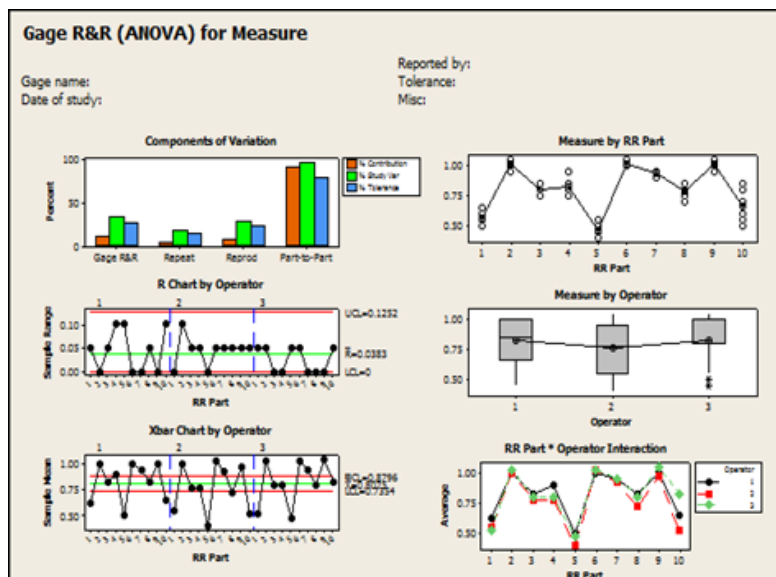 Gage R&R (ANOVA) for Measure
Gage name:
Date of study:
Reported by:
Tolerance:
Misc:
Components of Variation
Percent
100
50
0
Gage R&R Repeat Reprod Part-to-Part
% Contribution
% Study Var
% Tolerance
R Chart by Operator
Sample Range
1 2 3
0.10
0.05
0.00
UCL=0.1252
R=0.0383
LCL=0
RR Part
Xbar Chart by Operator
Sample Mean
1 2 3
1.00
0.75
0.50
LCL=0.7354
RR Part
Measure by RR Part
1.00
0.75
0.50
1 2 3 4 5 6 7 8 9 10
RR Part
Measure by Operator
1.00
0.75
0.50
1 2 3
Operator
RR Part * Operator Interaction
Average
1.00
0.75
0.50
1 2 3 4 5 6 7 8 9 10
RR Part
Operator
1
2
3